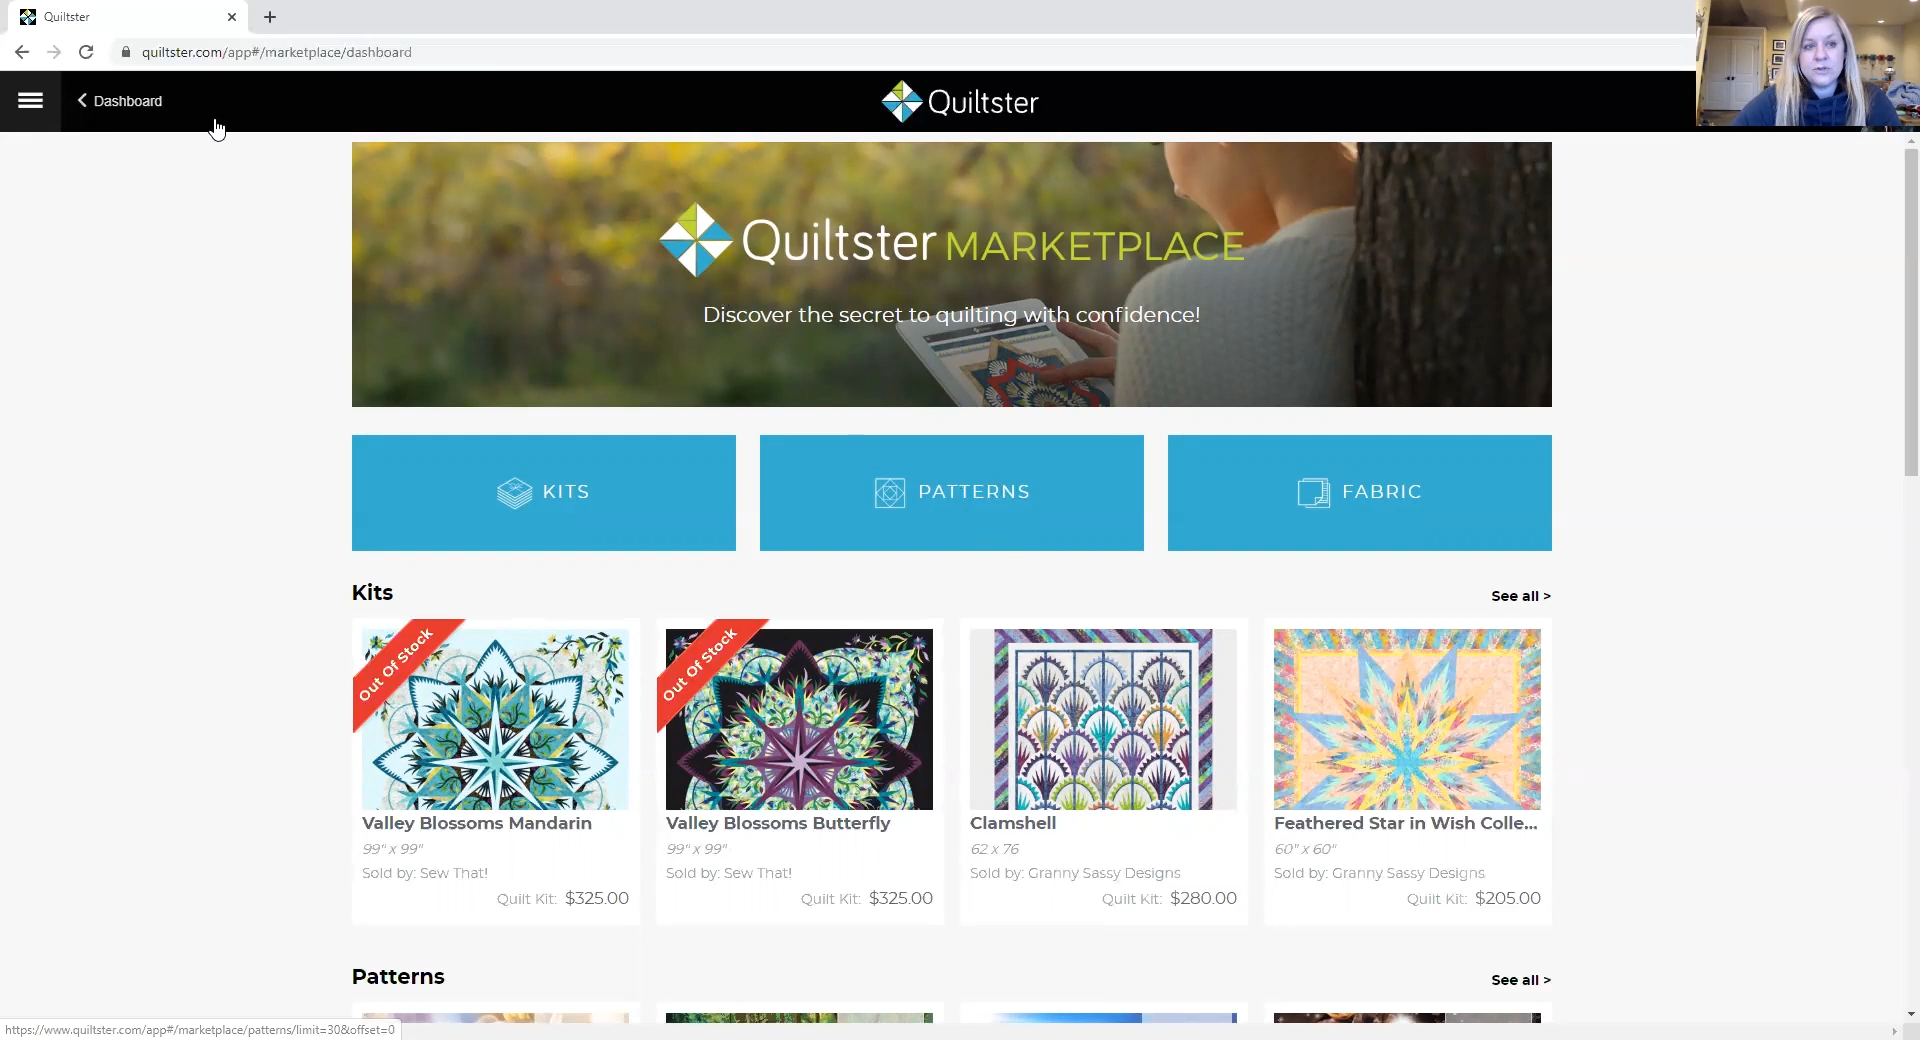 Quiltster
quiltster.com/app#/marketplace/dashboard
Dashboard
Quiltster
Quiltster MARKETPLACE
Discover the secret to quilting with confidence!
KITS
PATTERNS
FABRIC
Kits
See all >
Out Of Stock
Out Of Stock
Valley Blossoms Mandarin
99" x 99"
Sold by: Sew That!
Quilt Kit: $325.00
Valley Blossoms Butterfly
99" x 99"
Sold by: Sew That!
Quilt Kit: $325.00
Clamshell
62 x 76
Sold by: Granny Sassy Designs
Quilt Kit: $280.00
Feathered Star in Wish Colle...
60" x 60"
Sold by: Granny Sassy Designs
Quilt Kit: $205.00
Patterns
See all >
https://www.quiltster.com/app#/marketplace/patterns/limit=30&offset=0